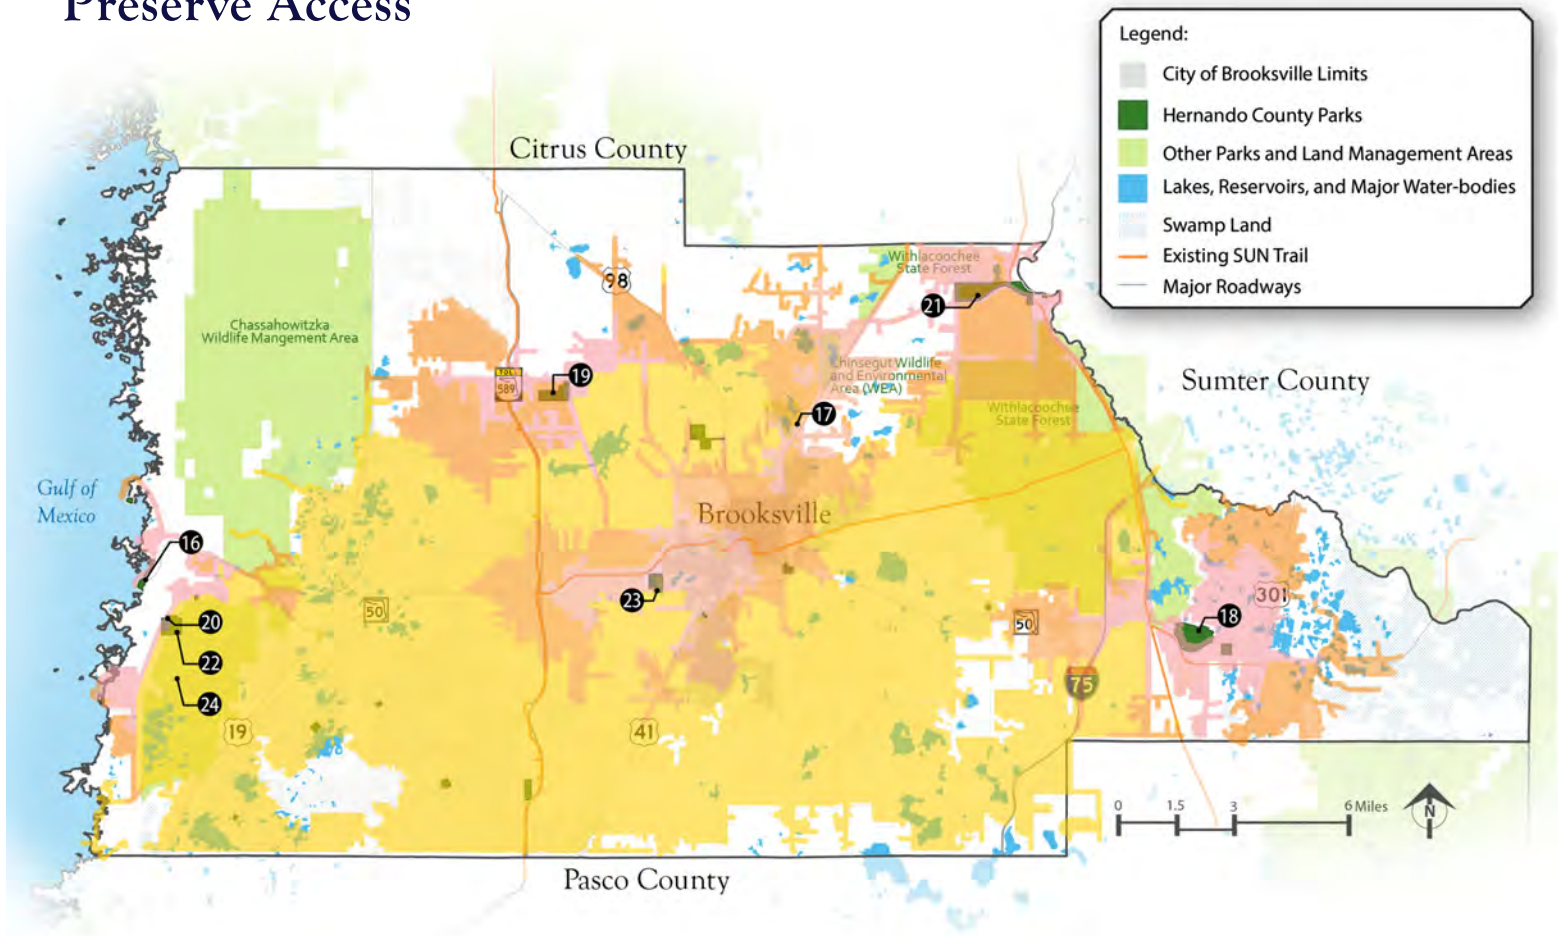 Preserve Access
Legend:
City of Brooksville Limits
Hernando County Parks
Other Parks and Land Management Areas
Lakes, Reservoirs, and Major Water-bodies
Swamp Land
Existing SUN Trail
Major Roadways
Citrus County
Withlacoochee
State Forest
98
21
Chassahowitzka
Wildlife Mangement Area
Chinsegut Wildlife
and Environmental
Area (WEA)
TOLL
589
19
Sumter County
17
Withlacoochee
State Forest
Gulf of
Mexico
Brooksville
16
50
23
301
18
20
50
22
75
24
19
41
0
1.5
3
6 Miles
N
Pasco County